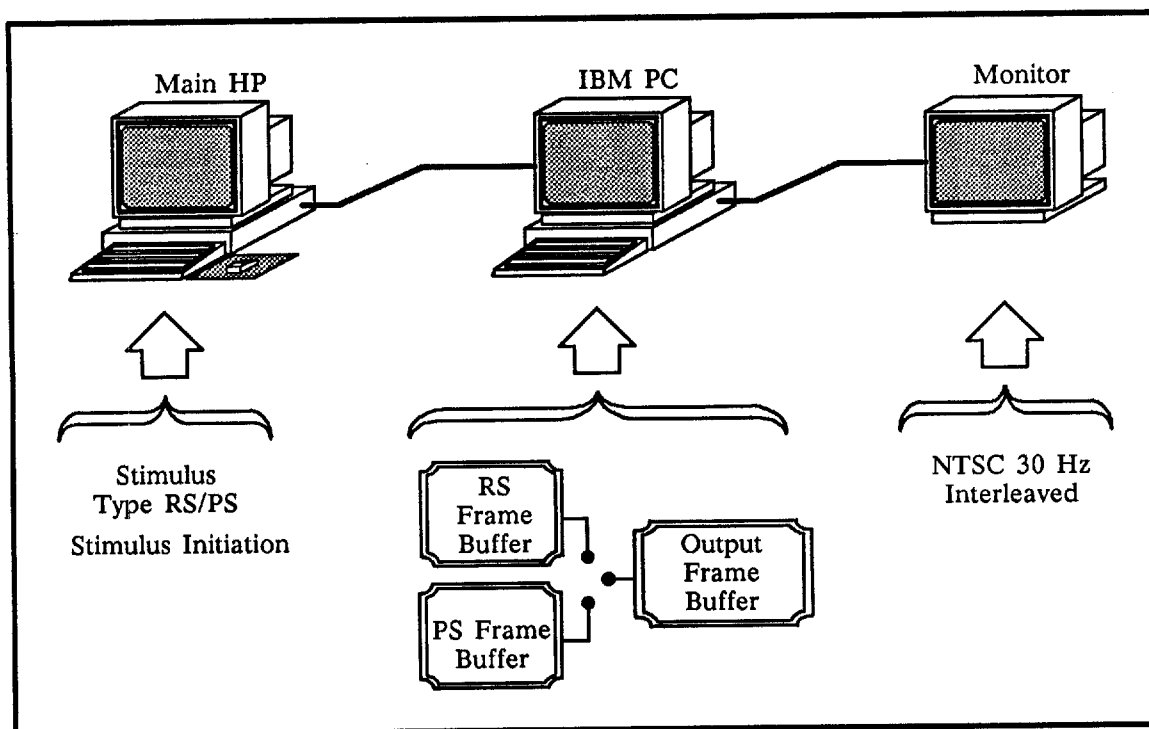 Main HP
IBM PC
Monitor
Stimulus
Type RS/PS
Stimulus Initiation
RS
Frame
Buffer
PS Frame
Buffer
Output
Frame
Buffer
NTSC 30 Hz
Interleaved